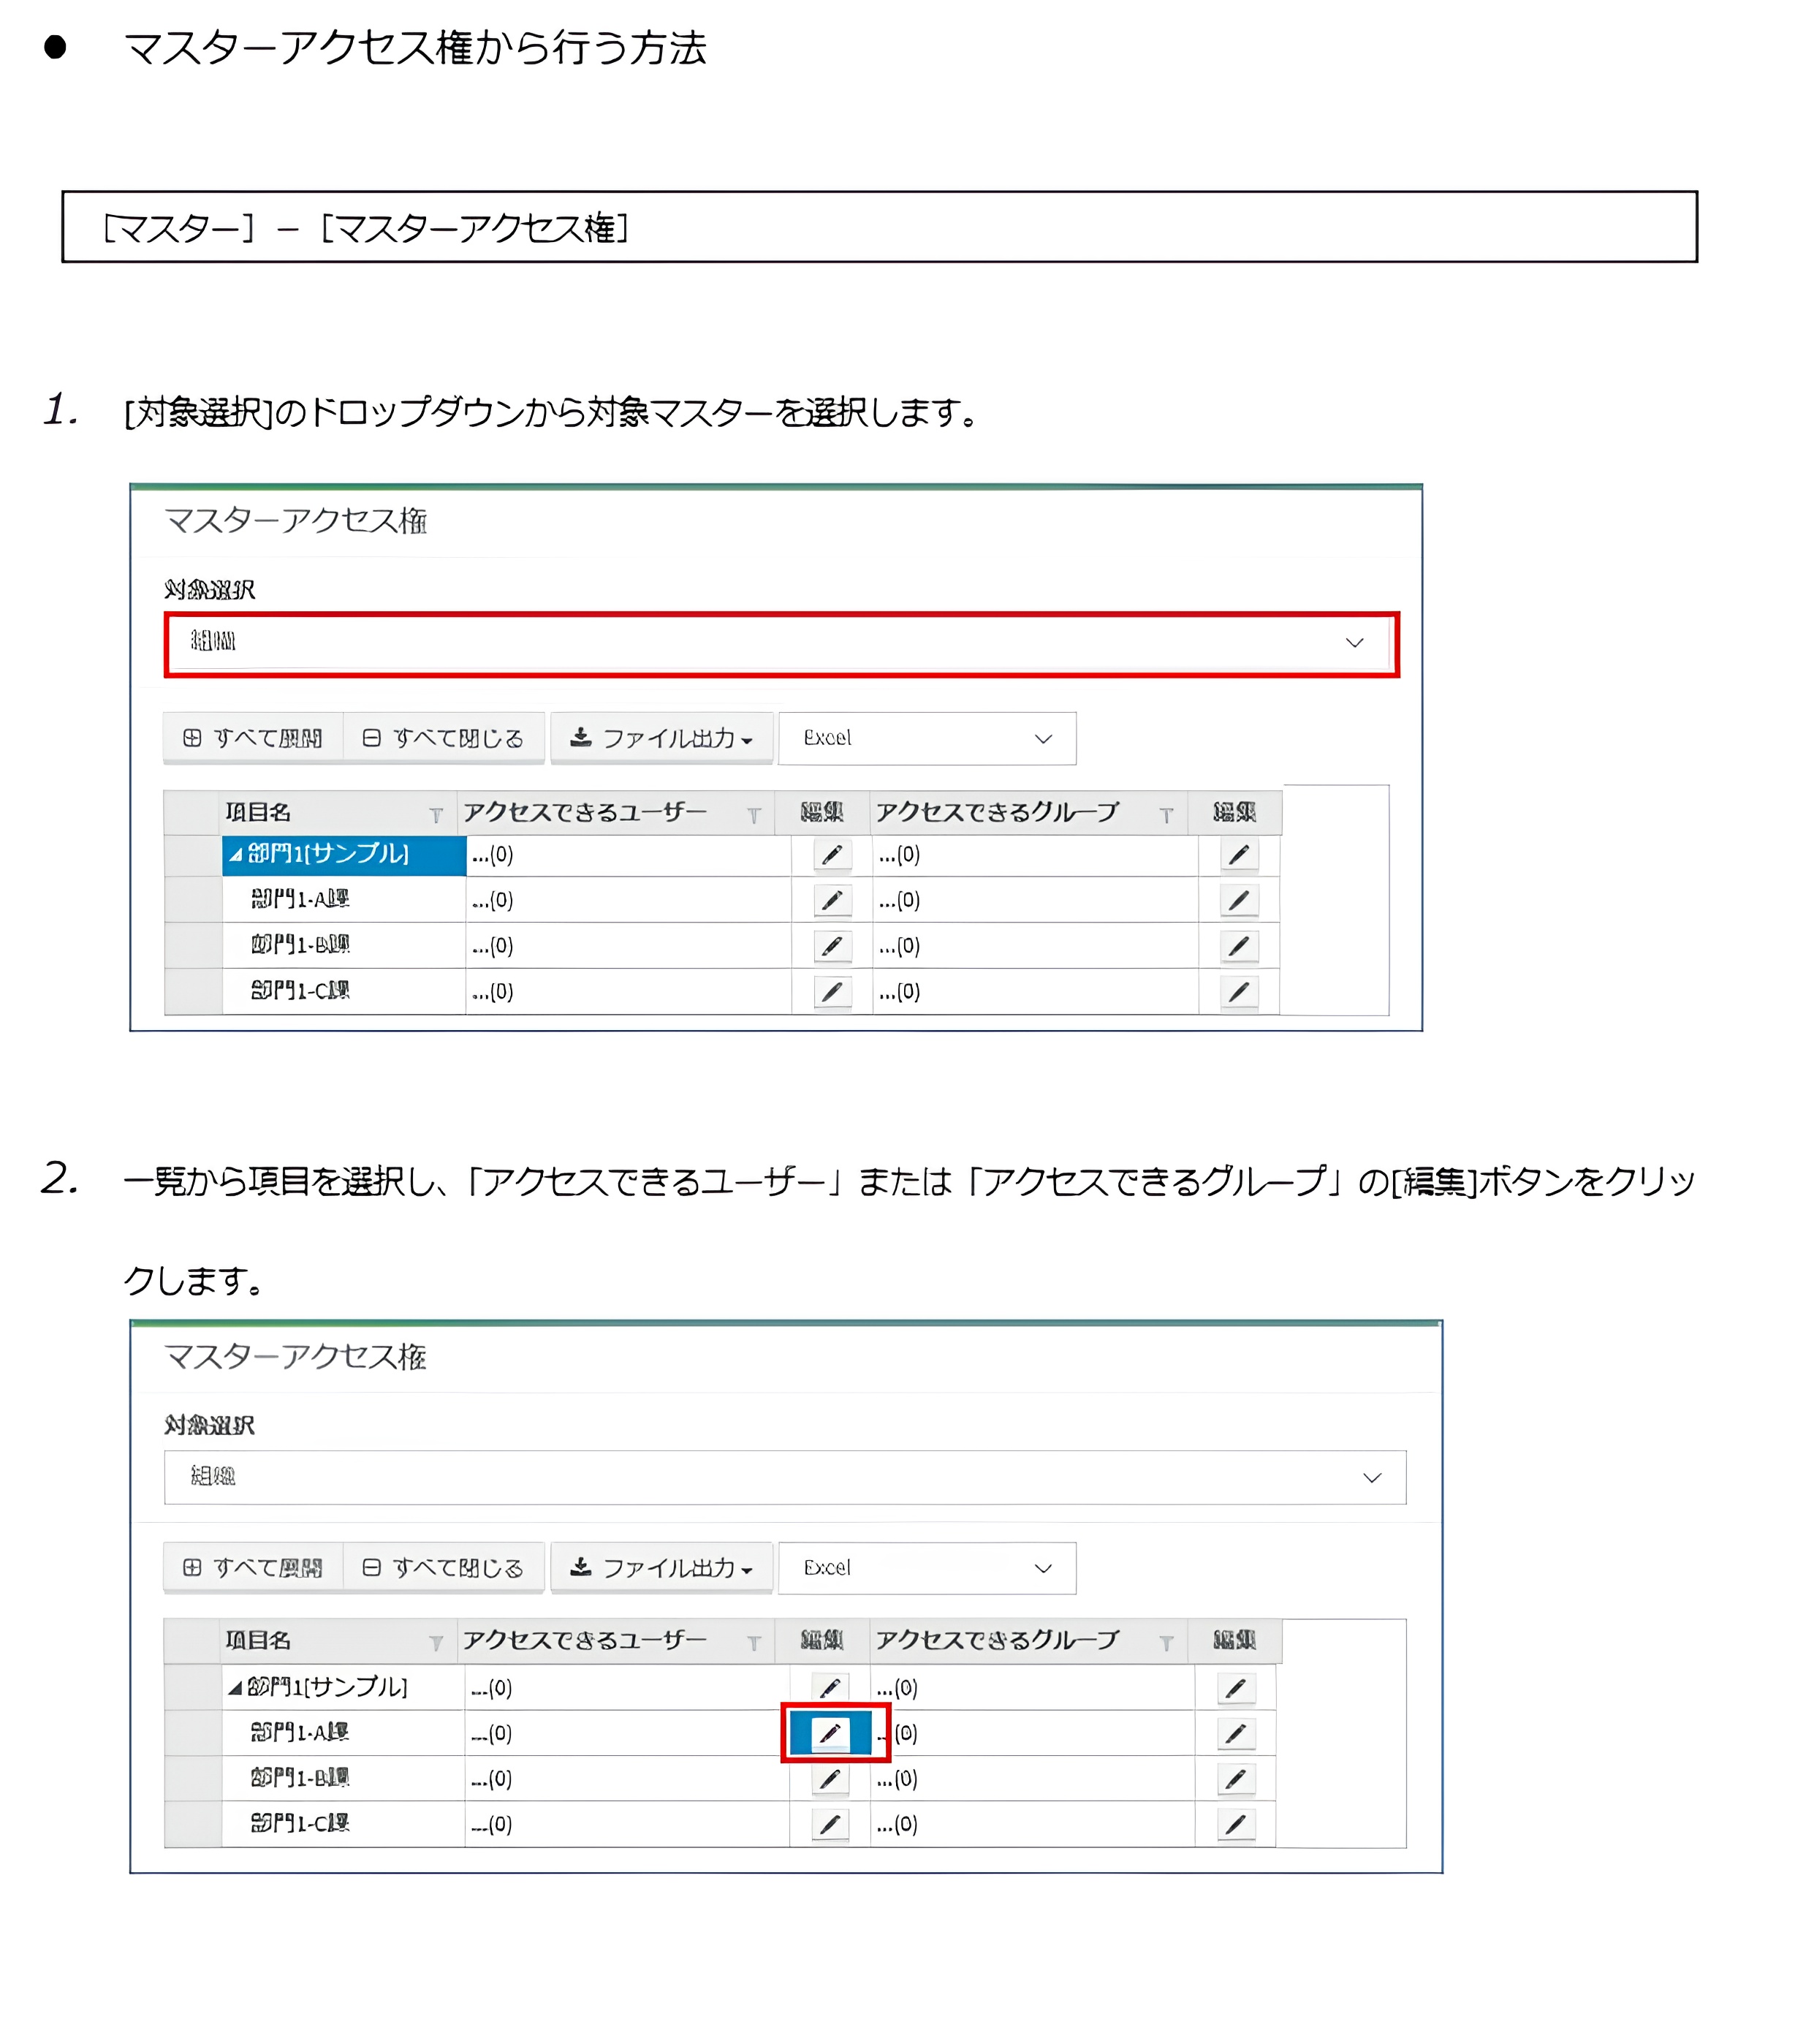 ● マスターアクセス権から行う方法
[マスター] － [マスターアクセス権]
1. [対象選択]のドロップダウンから対象マスターを選択します。
マスターアクセス権
対象選択
組織
すべて展開 すべて閉じる ファイル出力 Excel
項目名 アクセスできるユーザー 編集 アクセスできるグループ 編集
部門1[サンプル] ...(0) ...(0)
部門1-A課 ...(0) ...(0)
部門1-B課 ...(0) ...(0)
部門1-C課 ...(0) ...(0)
2. 一覧から項目を選択し、「アクセスできるユーザー」または「アクセスできるグループ」の[編集]ボタンをクリッ
クします。
マスターアクセス権
対象選択
組織
すべて展開 すべて閉じる ファイル出力 Excel
項目名 アクセスできるユーザー 編集 アクセスできるグループ 編集
部門1[サンプル] ...(0) ...(0)
部門1-A課 ...(0) ...(0)
部門1-B課 ...(0) ...(0)
部門1-C課 ...(0) ...(0)